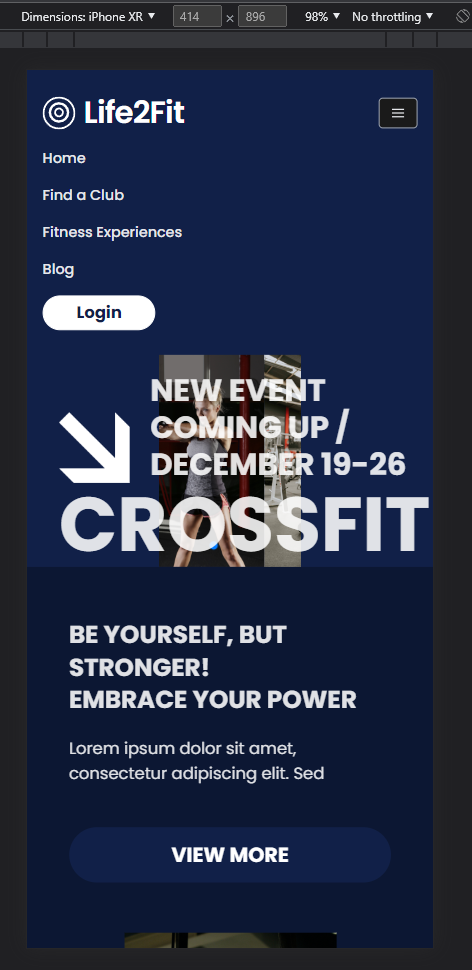 Dimensions: iPhone XR 414 × 896 98% No throttling
Life2Fit
Home
Find a Club
Fitness Experiences
Blog
Login
NEW EVENT
COMING UP /
DECEMBER 19-26
CROSSFIT
BE YOURSELF, BUT
STRONGER!
EMBRACE YOUR POWER
Lorem ipsum dolor sit amet,
consectetur adipiscing elit. Sed
VIEW MORE